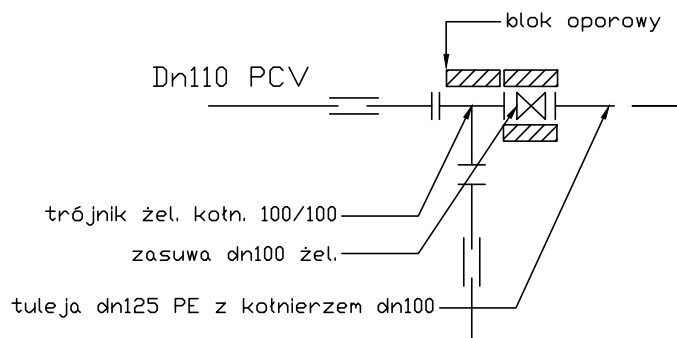 blok oporowy
Dn110 PCV
trójnik żel. kołn. 100/100
zasuwa dn100 żel.
tuleja dn125 PE z kołnierzem dn100